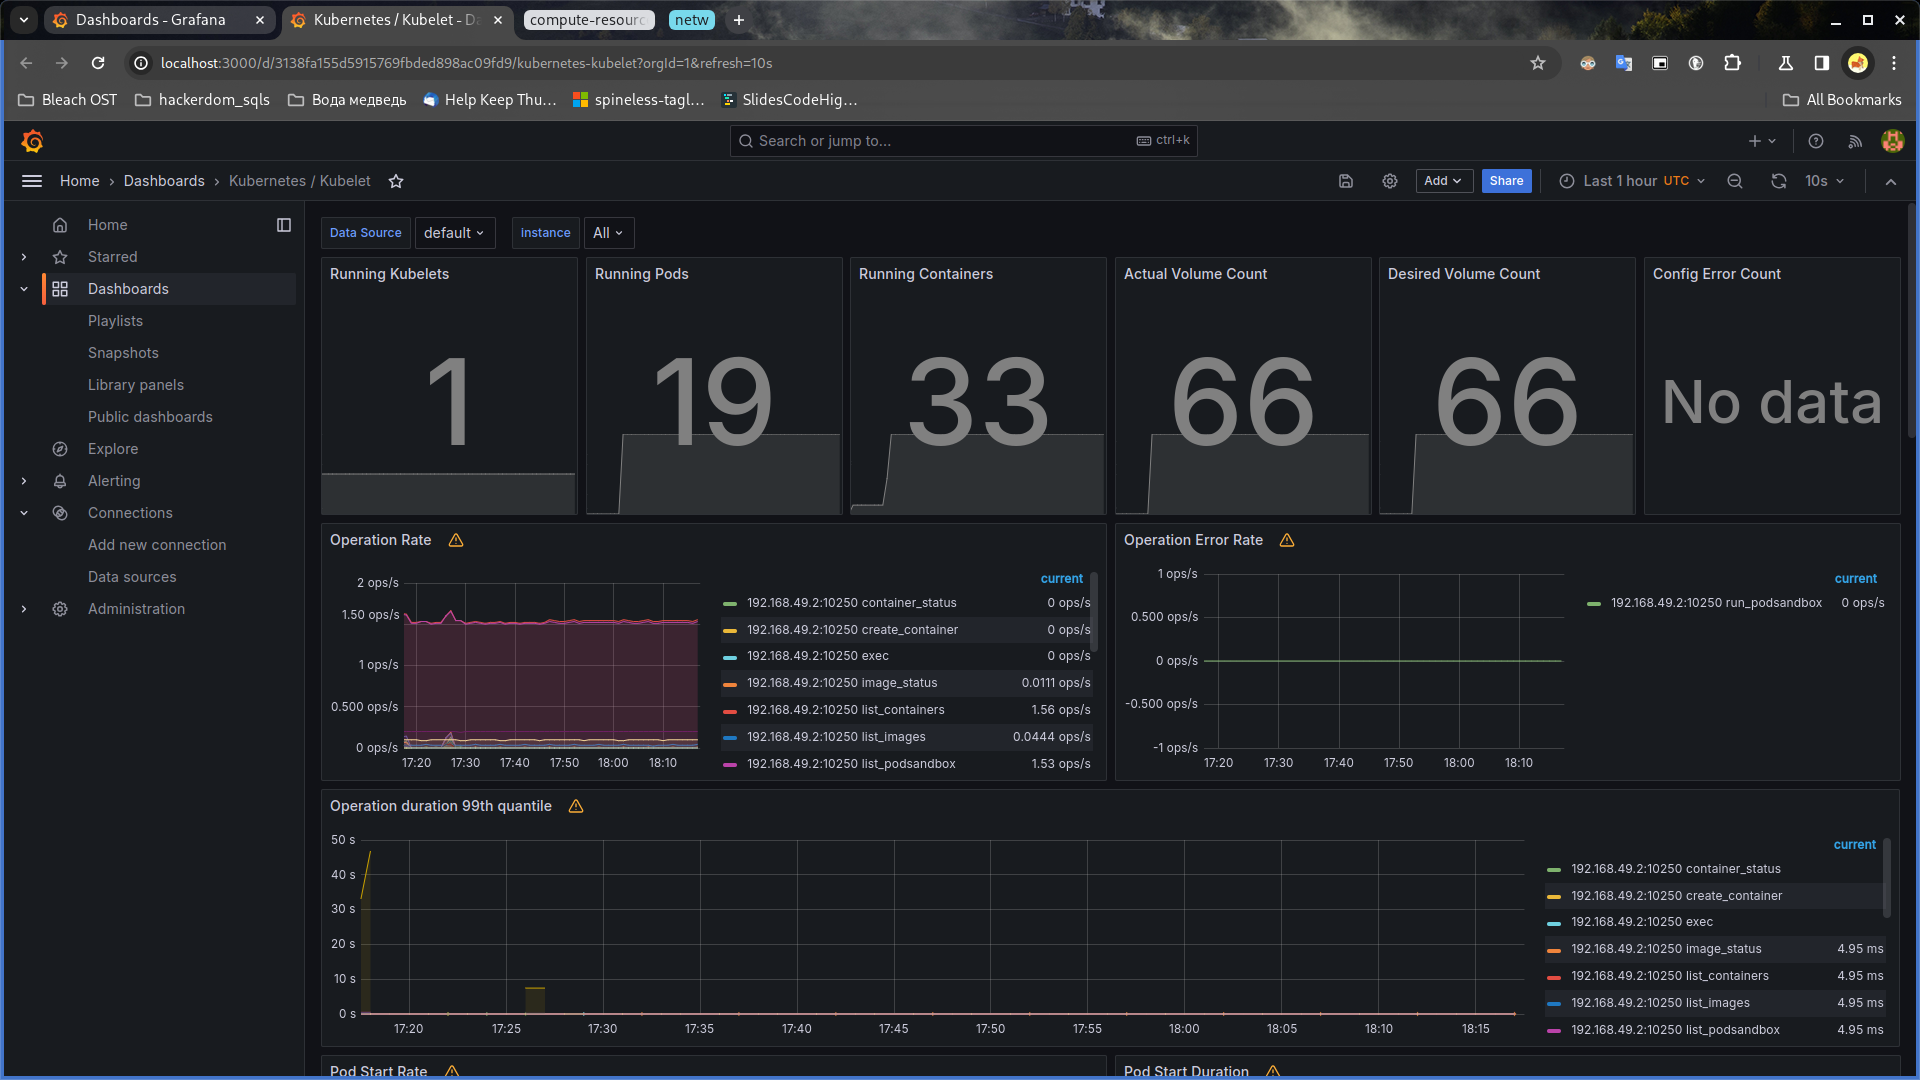 Dashboards - Grafana
Kubernetes / Kubelet - Da
compute-resourc
netw
localhost:3000/d/3138fa155d5915769fbded898ac09fd9/kubernetes-kubelet?orgId=1&refresh=10s
Bleach OST
hackerdom_sqls
Вода медведь
Help Keep Thu…
spineless-tagl…
SlidesCodeHig…
All Bookmarks
Search or jump to...
ctrl+k
Home › Dashboards › Kubernetes / Kubelet
Add
Share
Last 1 hour UTC
10s
Home
Starred
Dashboards
Playlists
Snapshots
Library panels
Public dashboards
Explore
Alerting
Connections
Add new connection
Data sources
Administration
Data Source default
instance All
Running Kubelets
1
Running Pods
19
Running Containers
33
Actual Volume Count
66
Desired Volume Count
66
Config Error Count
No data
Operation Rate
2 ops/s
1.50 ops/s
1 ops/s
0.500 ops/s
0 ops/s
17:20 17:30 17:40 17:50 18:00 18:10
current
192.168.49.2:10250 container_status 0 ops/s
192.168.49.2:10250 create_container 0 ops/s
192.168.49.2:10250 exec 0 ops/s
192.168.49.2:10250 image_status 0.0111 ops/s
192.168.49.2:10250 list_containers 1.56 ops/s
192.168.49.2:10250 list_images 0.0444 ops/s
192.168.49.2:10250 list_podsandbox 1.53 ops/s
Operation Error Rate
1 ops/s
0.500 ops/s
0 ops/s
-0.500 ops/s
-1 ops/s
17:20 17:30 17:40 17:50 18:00 18:10
current
192.168.49.2:10250 run_podsandbox 0 ops/s
Operation duration 99th quantile
50 s
40 s
30 s
20 s
10 s
0 s
17:20 17:25 17:30 17:35 17:40 17:45 17:50 17:55 18:00 18:05 18:10 18:15
current
192.168.49.2:10250 container_status
192.168.49.2:10250 create_container
192.168.49.2:10250 exec
192.168.49.2:10250 image_status 4.95 ms
192.168.49.2:10250 list_containers 4.95 ms
192.168.49.2:10250 list_images 4.95 ms
192.168.49.2:10250 list_podsandbox 4.95 ms
Pod Start Rate
Pod Start Duration